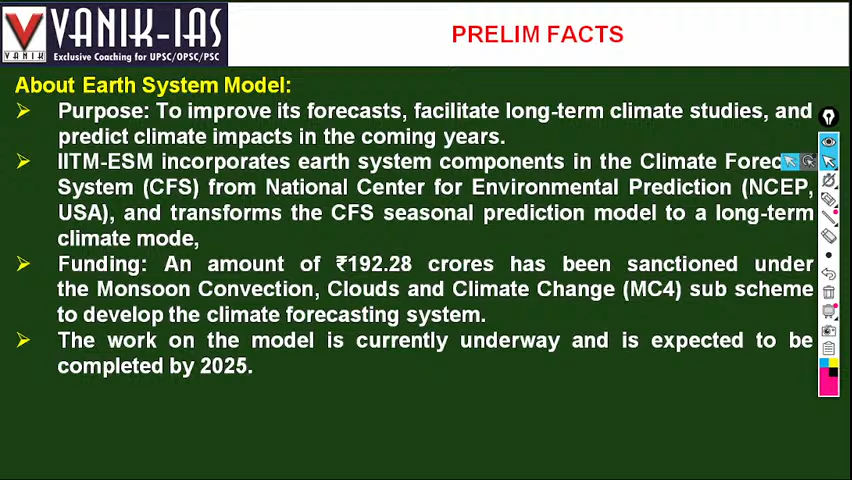 VANIK-IAS
VANIK
Exclusive Coaching for UPSC/OPSC/PSC
PRELIM FACTS
About Earth System Model:
Purpose: To improve its forecasts, facilitate long-term climate studies, and
predict climate impacts in the coming years.
IITM-ESM incorporates earth system components in the Climate Forec
System (CFS) from National Center for Environmental Prediction (NCEP,
USA), and transforms the CFS seasonal prediction model to a long-term
climate mode,
Funding: An amount of ₹192.28 crores has been sanctioned under
the Monsoon Convection, Clouds and Climate Change (MC4) sub scheme
to develop the climate forecasting system.
The work on the model is currently underway and is expected to be
completed by 2025.